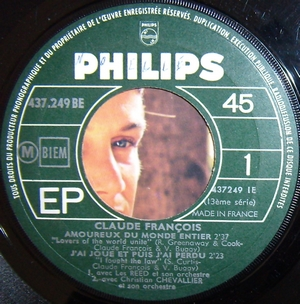 TOUS DROITS DU PRODUCTEUR PHONOGRAPHIQUE ET DU PROPRIÉTAIRE DE L'ŒUVRE ENREGISTRÉE RÉSERVÉS. DUPLICATION, EXÉCUTION PUBLIQUE, RADIODIFFUSION DE CE DISQUE INTERDITES
PHILIPS
PHILIPS
437.249 BE
45
M BIEM
1
437249 1E
(13ème série)
EP
MADE IN FRANCE
CLAUDE FRANÇOIS
AMOUREUX DU MONDE ENTIER 2'37
"Lovers of the world unite" (R. Greenaway & Cook-
Claude François & V. Buggy)
J'AI JOUÉ ET PUIS J'AI PERDU 2'23
"I fought the law" (S. Curtis-
Claude François & V. Buggy)
1. avec Les REED et son orchestre
2. avec Christian CHEVALLIER
et son orchestre